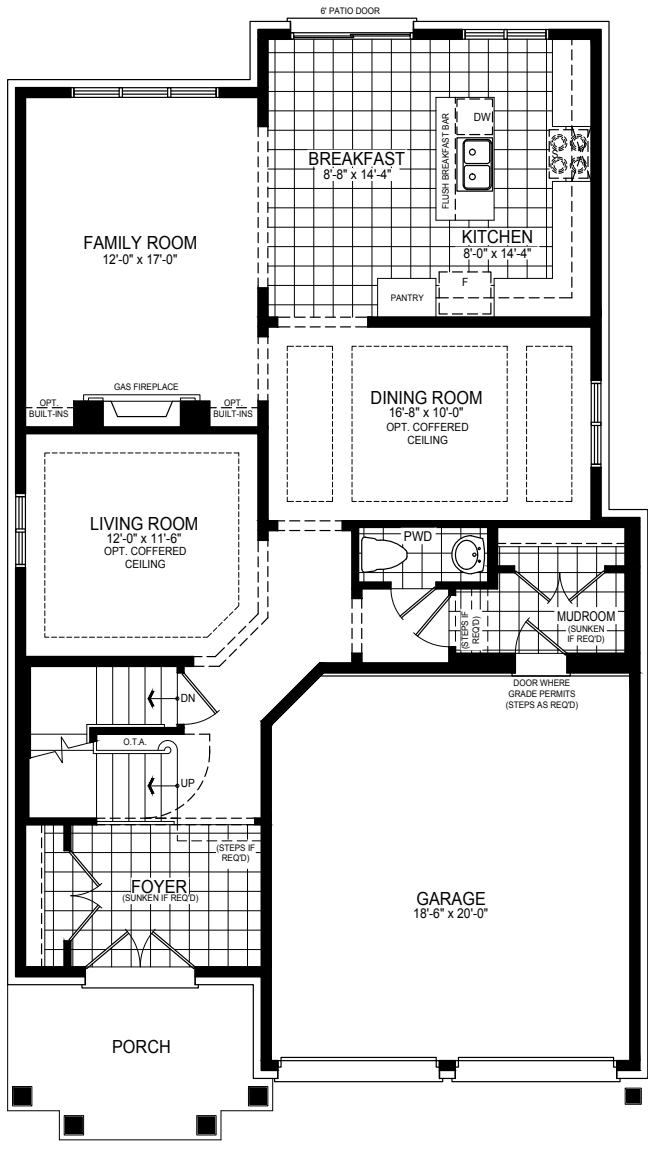 6' PATIO DOOR
DW
FLUSH BREAKFAST BAR
BREAKFAST
8'-8" x 14'-4"
KITCHEN
8'-0" x 14'-4"
FAMILY ROOM
12'-0" x 17'-0"
F
PANTRY
GAS FIREPLACE
OPT.
BUILT-INS
OPT.
BUILT-INS
DINING ROOM
16'-8" x 10'-0"
OPT. COFFERED
CEILING
LIVING ROOM
12'-0" x 11'-6"
OPT. COFFERED
CEILING
PWD
(STEPS IF
REQ'D)
MUDROOM
(SUNKEN
IF REQ'D)
DOOR WHERE
GRADE PERMITS
(STEPS AS REQ'D)
DN
O.T.A.
UP
(STEPS IF
REQ'D)
FOYER
(SUNKEN IF REQ'D)
GARAGE
18'-6" x 20'-0"
PORCH